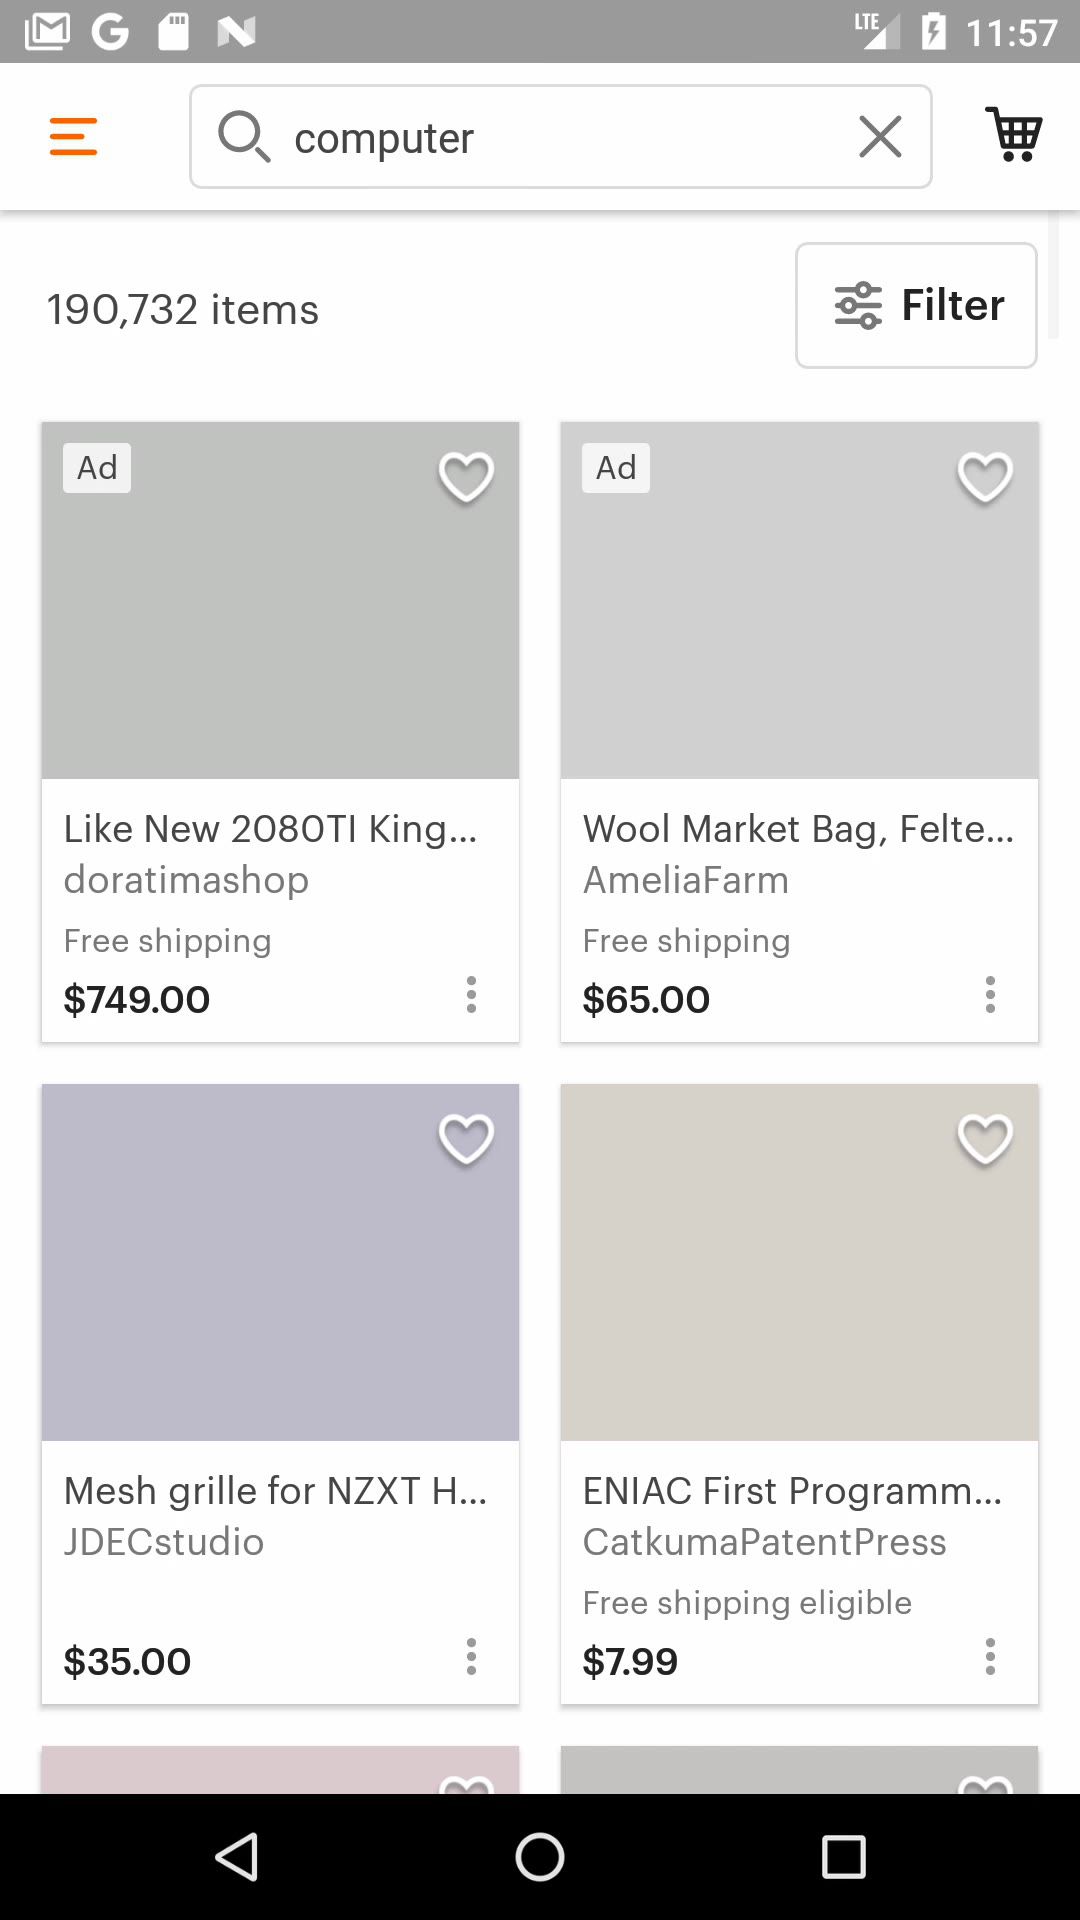 LTE 11:57
computer
190,732 items
Filter
Ad
Ad
Like New 2080TI King...
doratimashop
Free shipping
$749.00
Wool Market Bag, Felte...
AmeliaFarm
Free shipping
$65.00
Mesh grille for NZXT H...
JDECstudio
$35.00
ENIAC First Programm...
CatkumaPatentPress
Free shipping eligible
$7.99